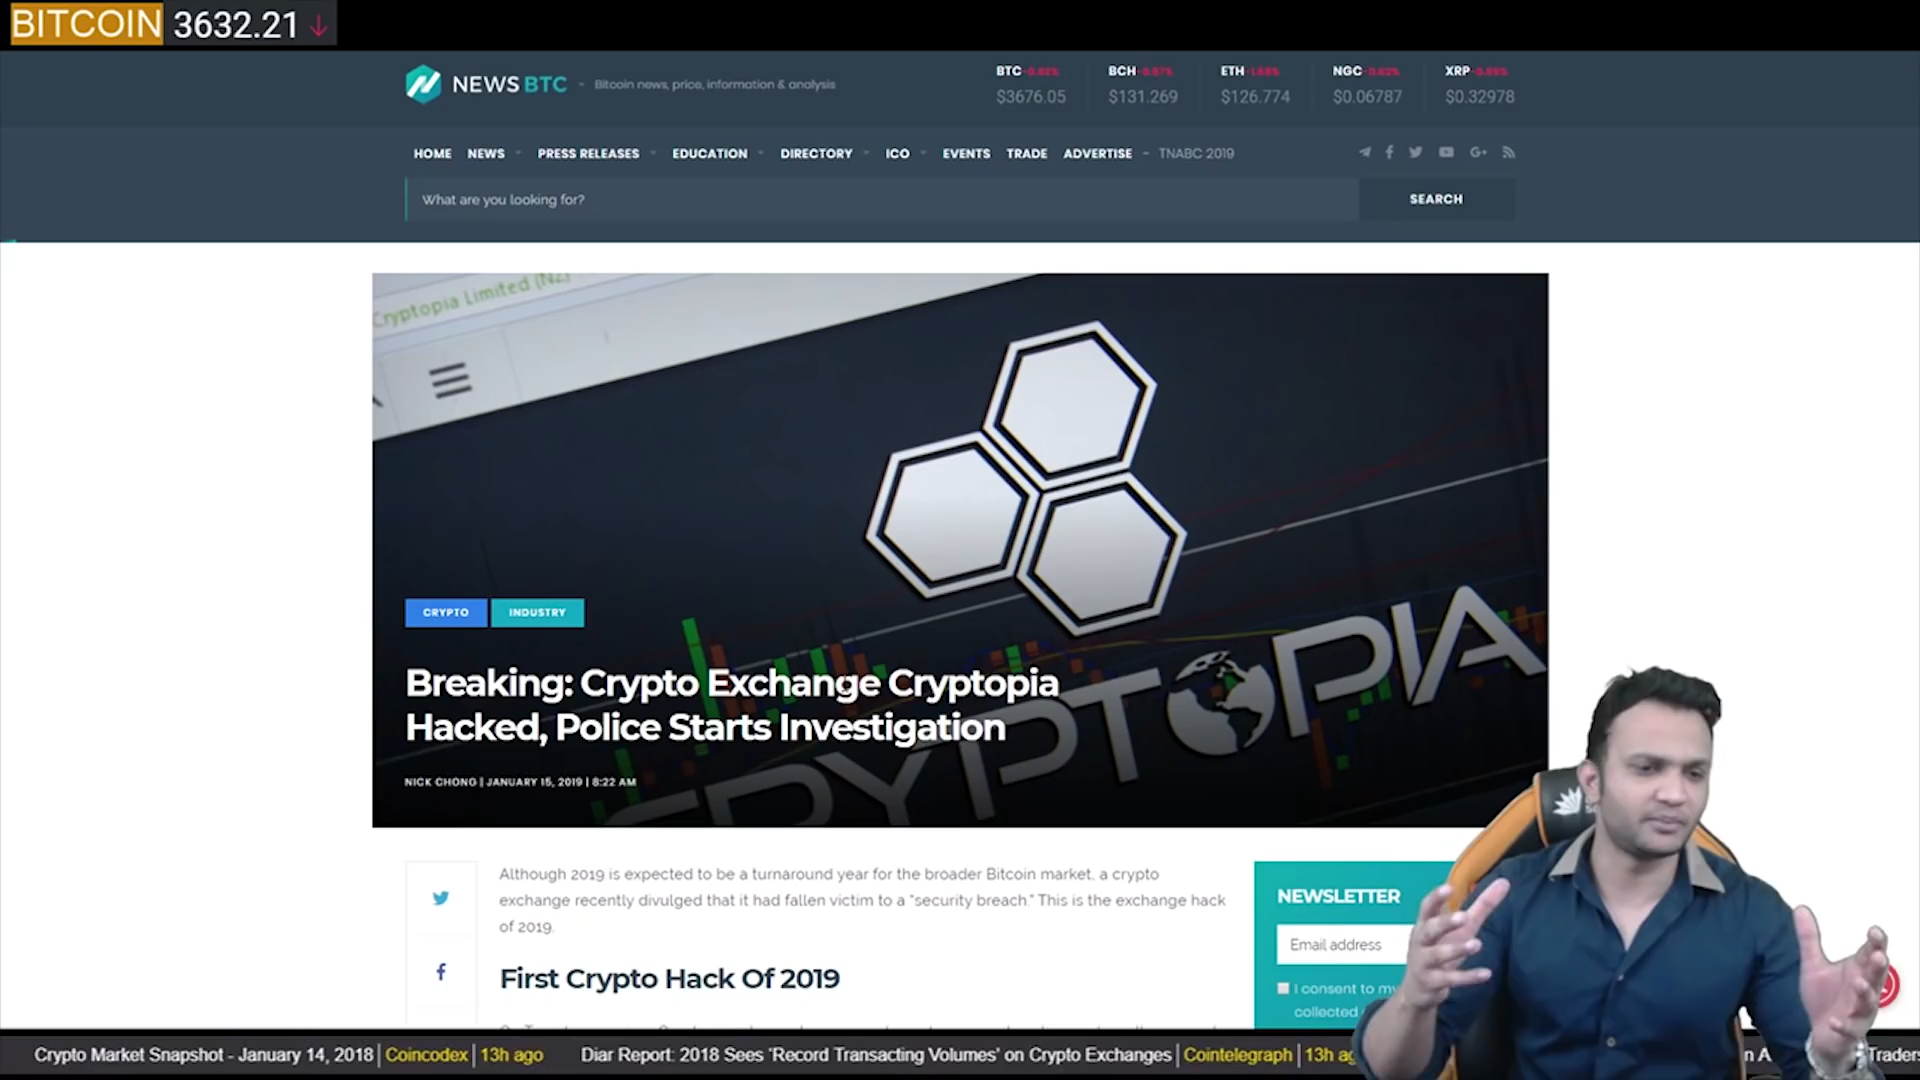 BITCOIN 3632.21
NEWSBTC - Bitcoin news, price, information & analysis
BTC BCH ETH NGC XRP
$3676.05 $131.269 $126.774 $0.06787 $0.32978
HOME NEWS PRESS RELEASES EDUCATION DIRECTORY ICO EVENTS TRADE ADVERTISE - TNABC 2019
What are you looking for? SEARCH
Cryptopia Limited (NZ)
CRYPTO INDUSTRY
CRYPTOPIA
Breaking: Crypto Exchange Cryptopia
Hacked, Police Starts Investigation
NICK CHONG | JANUARY 15, 2019 | 8:22 AM
Although 2019 is expected to be a turnaround year for the broader Bitcoin market, a crypto
exchange recently divulged that it had fallen victim to a "security breach." This is the exchange hack
of 2019.
First Crypto Hack Of 2019
NEWSLETTER
Email address
I consent to my
collected
Crypto Market Snapshot - January 14, 2018 | Coincodex | 13h ago Diar Report: 2018 Sees 'Record Transacting Volumes' on Crypto Exchanges | Cointelegraph | 13h ag n A Traders